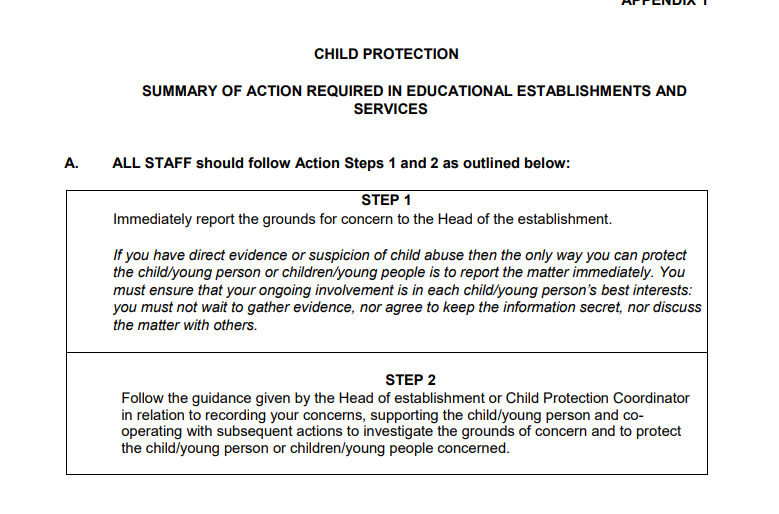 APPENDIX 1
CHILD PROTECTION
SUMMARY OF ACTION REQUIRED IN EDUCATIONAL ESTABLISHMENTS AND
SERVICES
A. ALL STAFF should follow Action Steps 1 and 2 as outlined below:
STEP 1
Immediately report the grounds for concern to the Head of the establishment.
If you have direct evidence or suspicion of child abuse then the only way you can protect
the child/young person or children/young people is to report the matter immediately. You
must ensure that your ongoing involvement is in each child/young person's best interests:
you must not wait to gather evidence, nor agree to keep the information secret, nor discuss
the matter with others.
STEP 2
Follow the guidance given by the Head of establishment or Child Protection Coordinator
in relation to recording your concerns, supporting the child/young person and co-
operating with subsequent actions to investigate the grounds of concern and to protect
the child/young person or children/young people concerned.